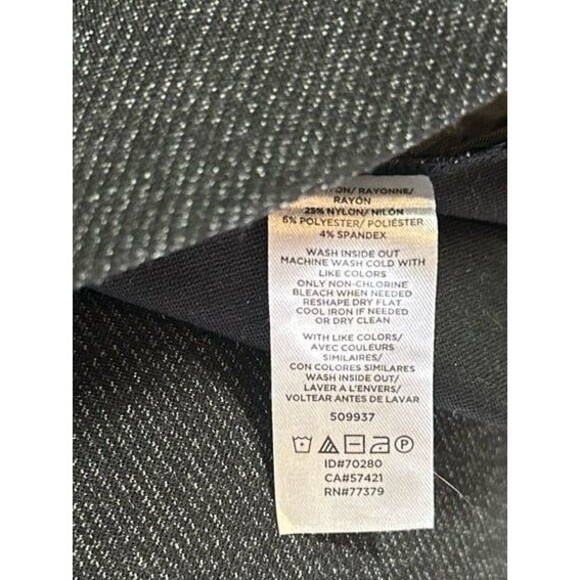 RAYONNE/
RAYÓN
25% NYLON/ NILÓN
6% POLYESTER/ POLIÉSTER
4% SPANDEX
WASH INSIDE OUT
MACHINE WASH COLD WITH
LIKE COLORS
ONLY NON-CHLORINE
BLEACH WHEN NEEDED
RESHAPE DRY FLAT
COOL IRON IF NEEDED
OR DRY CLEAN
WITH LIKE COLORS/
AVEC COULEURS
SIMILAIRES/
CON COLORES SIMILARES
WASH INSIDE OUT/
LAVER A L'ENVERS/
VOLTEAR ANTES DE LAVAR
509937
P
ID#70280
CA#57421
RN#77379